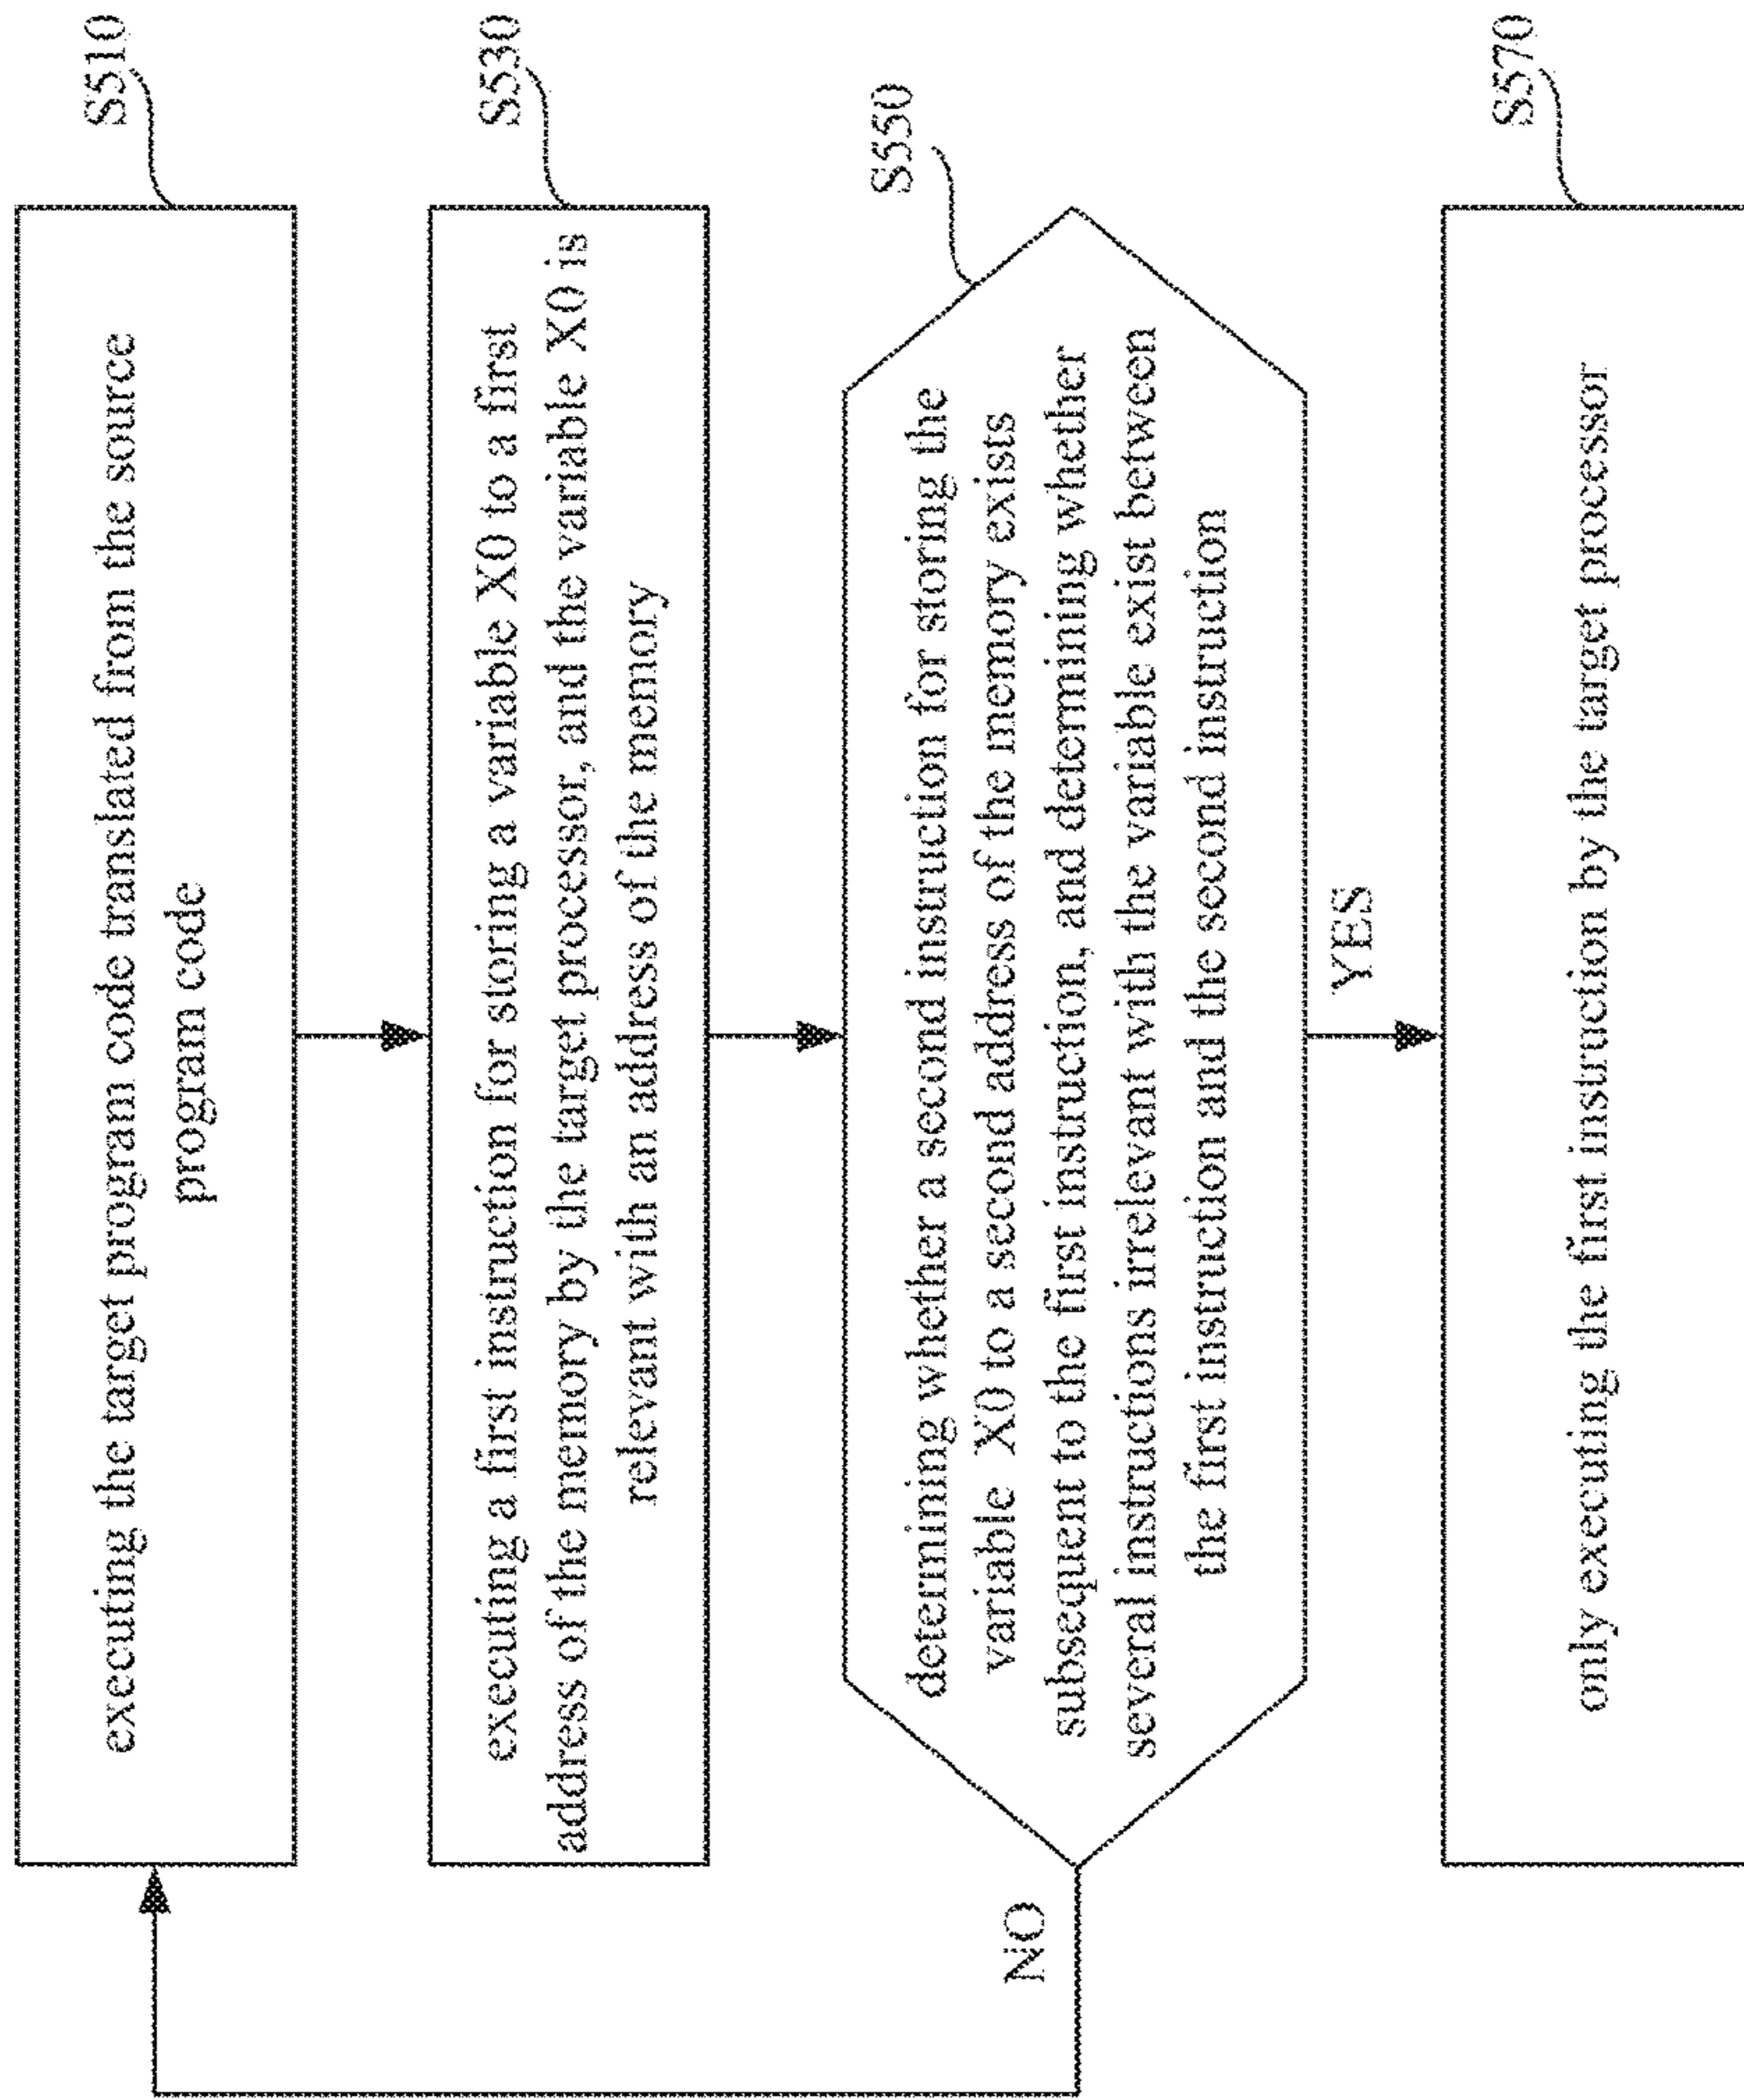 S510
executing the target program code translated from the source
program code
S530
executing a first instruction for storing a variable X0 to a first
address of the memory by the target processor, and the variable X0 is
relevant with an address of the memory
S550
determining whether a second instruction for storing the
variable X0 to a second address of the memory exists
subsequent to the first instruction, and determining whether
several instructions irrelevant with the variable exist between
the first instruction and the second instruction
NO
YES
S570
only executing the first instruction by the target processor